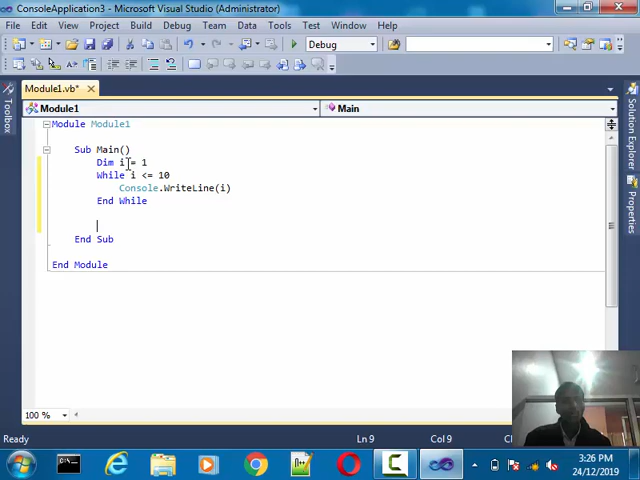 ConsoleApplication3 - Microsoft Visual Studio (Administrator)
File Edit View Project Build Debug Team Data Tools Test Window Help
Debug
Module1.vb*
Module1 Main
Module Module1
Sub Main()
Dim i = 1
While i <= 10
Console.WriteLine(i)
End While
End Sub
End Module
Toolbox
Solution Explorer
Properties
100 %
Ready Ln 9 Col 9 Ch 9
3:26 PM
24/12/2019